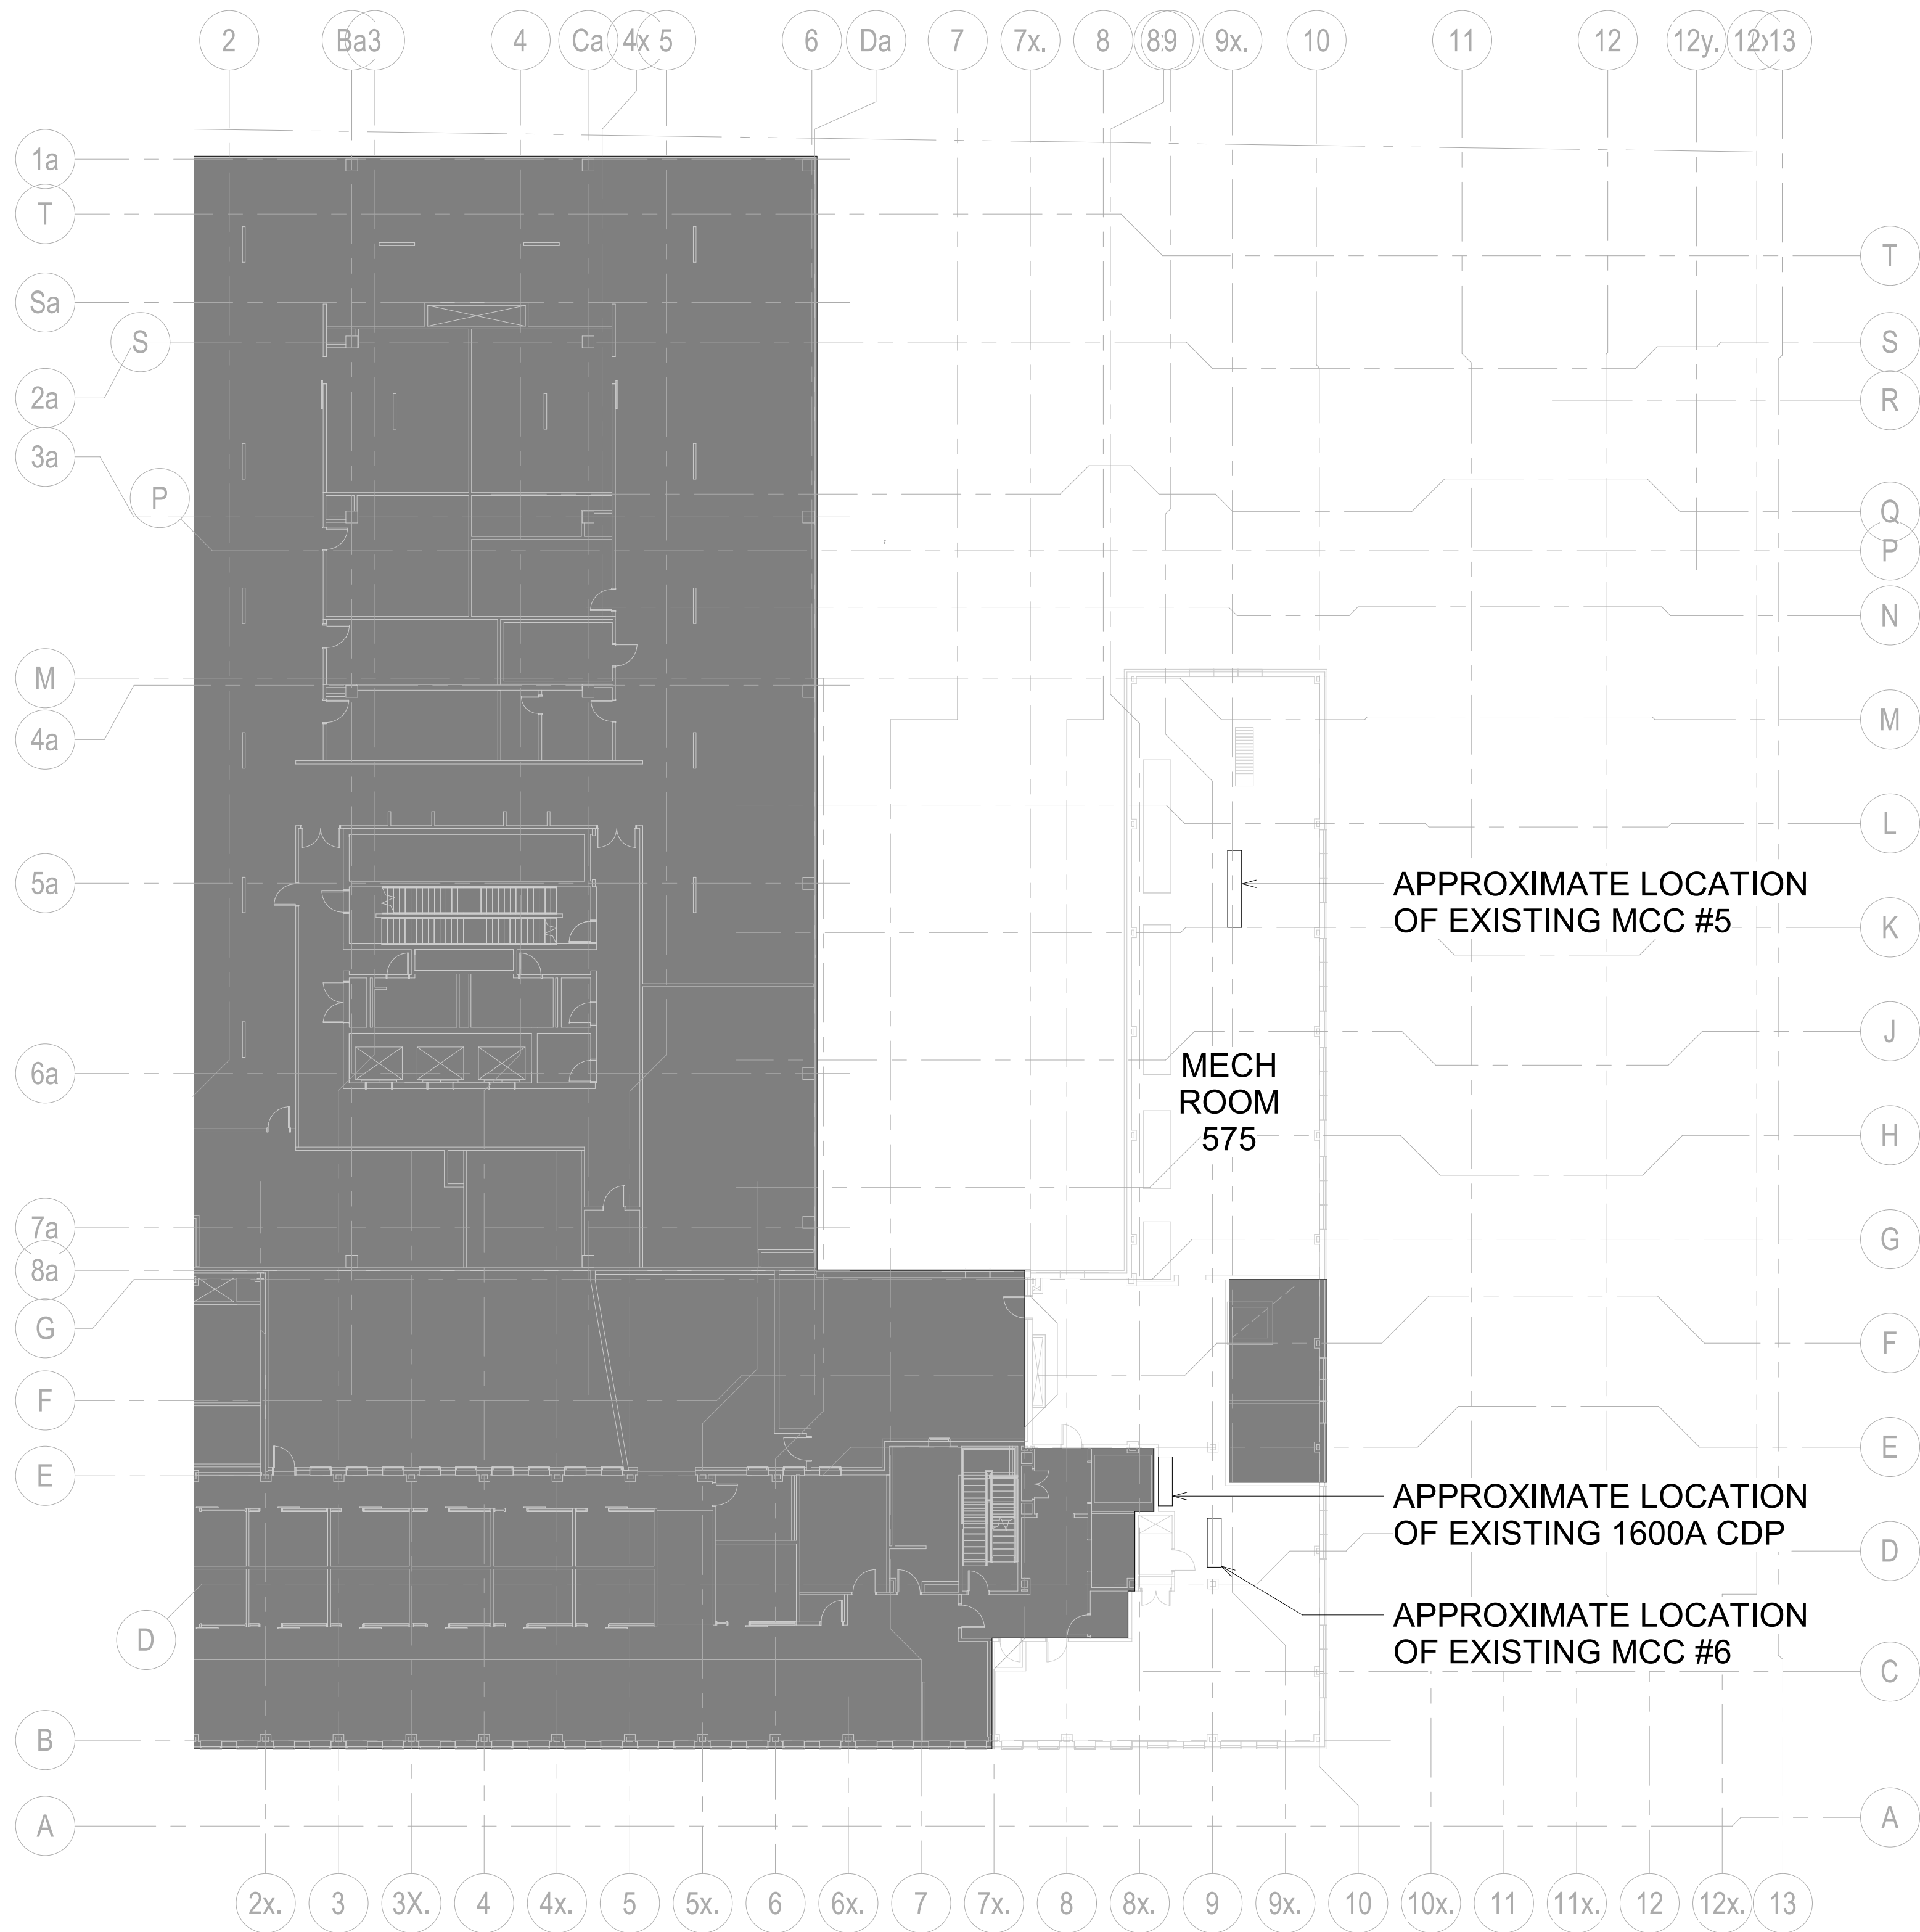 2
Ba
3
4
Ca
4x
5
6
Da
7
7x.
8
9
9x.
10
11
12
12y.
13
1a
T
Sa
S
2a
3a
P
M
4a
5a
6a
7a
8a
G
F
E
D
B
A
T
S
R
Q
P
N
M
L
K
J
H
G
F
E
D
C
A
APPROXIMATE LOCATION
OF EXISTING MCC #5
MECH
ROOM
575
APPROXIMATE LOCATION
OF EXISTING 1600A CDP
APPROXIMATE LOCATION
OF EXISTING MCC #6
2x.
3
3X.
4
4x.
5
5x.
6
6x.
7
7x.
8
8x.
9
9x.
10
10x.
11
11x.
12
12x.
13